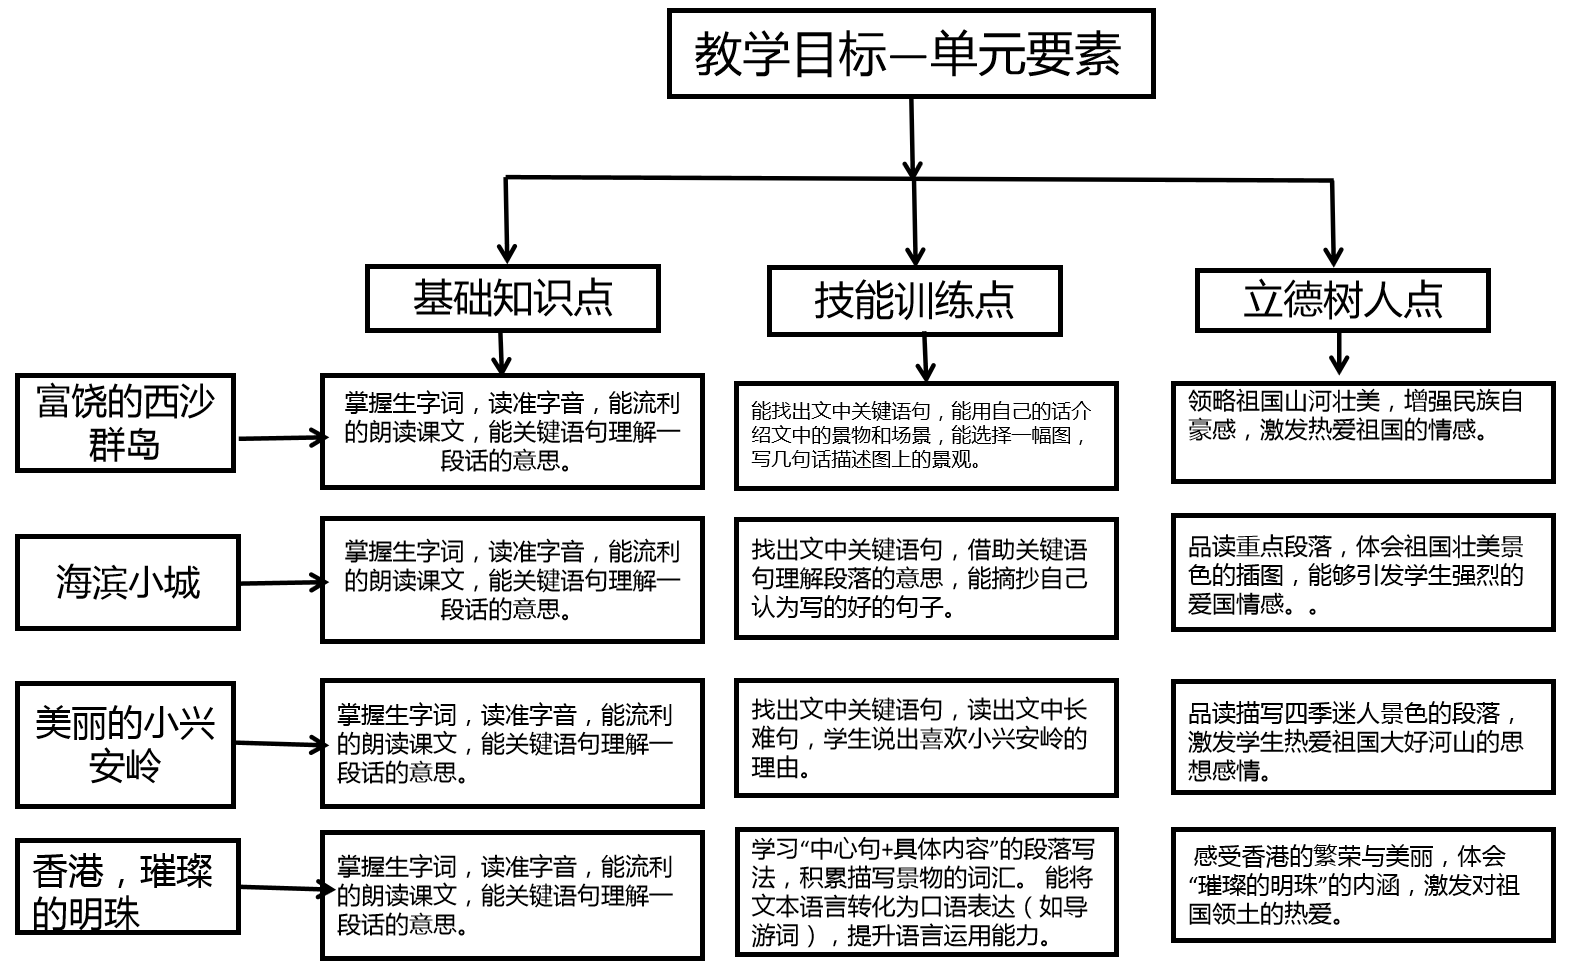 教学目标—单元要素
基础知识点
技能训练点
立德树人点
富饶的西沙
群岛
掌握生字词，读准字音，能流利
的朗读课文，能关键语句理解一
段话的意思。
能找出文中关键语句，能用自己的话介
绍文中的景物和场景，能选择一幅图，
写几句话描述图上的景观。
领略祖国山河壮美，增强民族自
豪感，激发热爱祖国的情感。
海滨小城
掌握生字词，读准字音，能流利
的朗读课文，能关键语句理解一
段话的意思。
找出文中关键语句，借助关键语
句理解段落的意思，能摘抄自己
认为写的好的句子。
品读重点段落，体会祖国壮美景
色的插图，能够引发学生强烈的
爱国情感。。
美丽的小兴
安岭
掌握生字词，读准字音，能流利
的朗读课文，能关键语句理解一
段话的意思。
找出文中关键语句，读出文中长
难句，学生说出喜欢小兴安岭的
理由。
品读描写四季迷人景色的段落，
激发学生热爱祖国大好河山的思
想感情。
香港，璀璨
的明珠
掌握生字词，读准字音，能流利
的朗读课文，能关键语句理解一
段话的意思。
学习“中心句+具体内容”的段落写
法，积累描写景物的词汇。 能将
文本语言转化为口语表达（如导
游词），提升语言运用能力。
感受香港的繁荣与美丽，体会
“璀璨的明珠”的内涵，激发对祖
国领土的热爱。